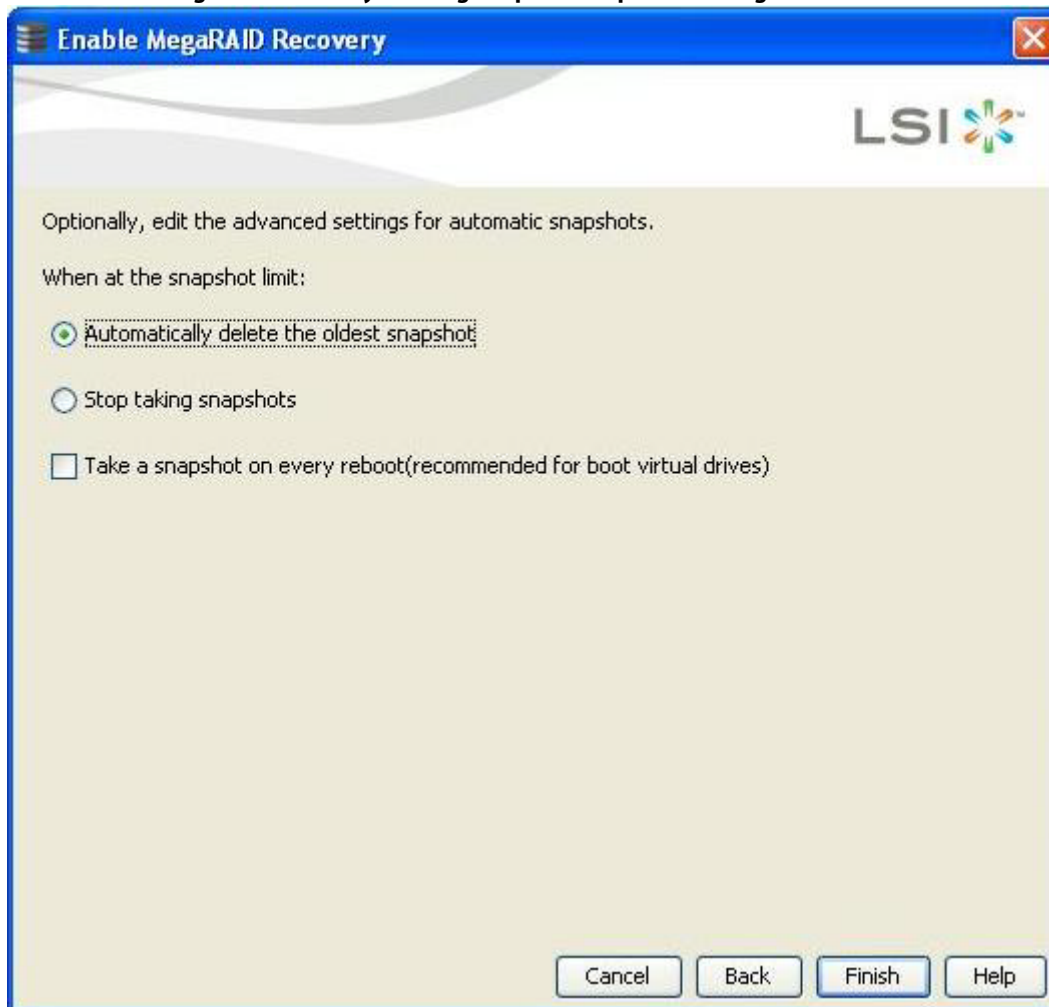 Enable MegaRAID Recovery
LSI
Optionally, edit the advanced settings for automatic snapshots.
When at the snapshot limit:
Automatically delete the oldest snapshot
Stop taking snapshots
Take a snapshot on every reboot(recommended for boot virtual drives)
Cancel Back Finish Help